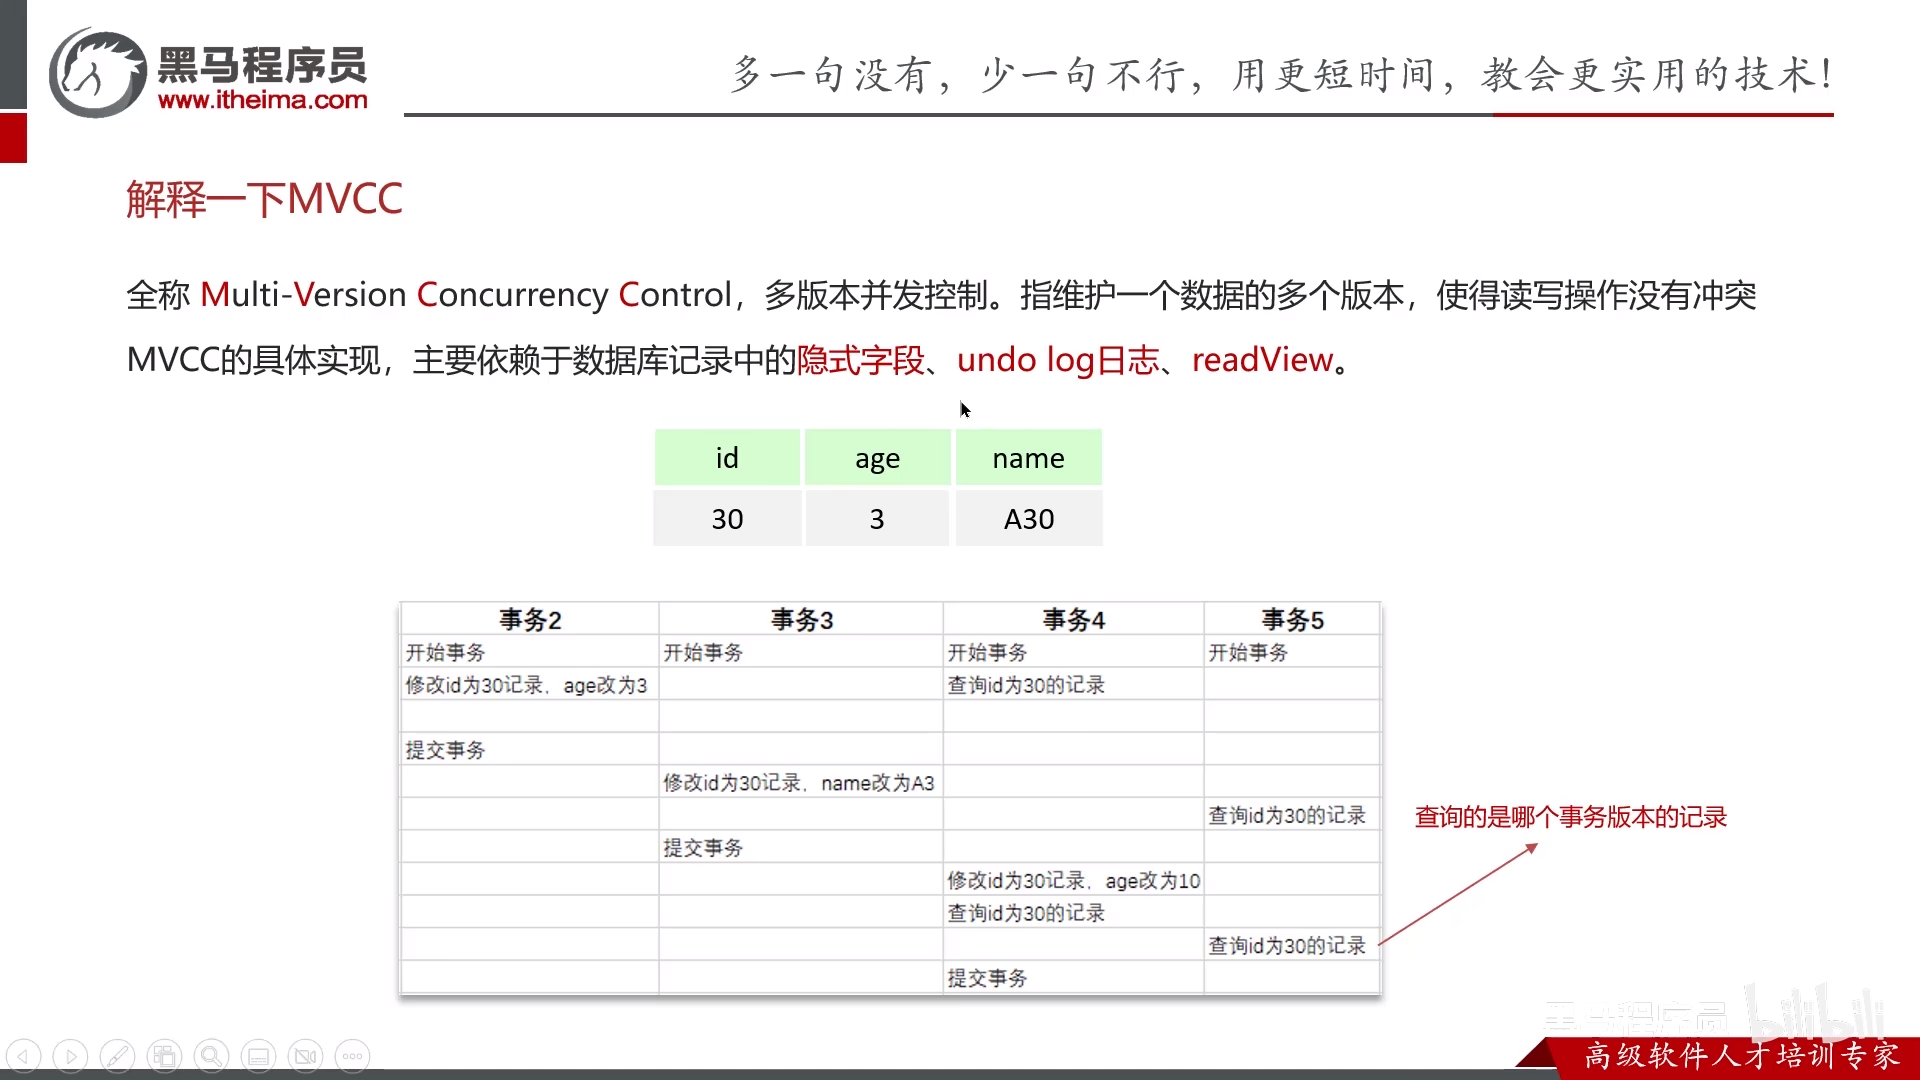 黑马程序员
www.itheima.com
多一句没有，少一句不行，用更短时间，教会更实用的技术！
解释一下MVCC
全称 Multi-Version Concurrency Control，多版本并发控制。指维护一个数据的多个版本，使得读写操作没有冲突
MVCC的具体实现，主要依赖于数据库记录中的隐式字段、undo log日志、readView。
id age name
30 3 A30
事务2 事务3 事务4 事务5
开始事务 开始事务 开始事务 开始事务
修改id为30记录，age改为3 查询id为30的记录
提交事务
修改id为30记录，name改为A3
查询id为30的记录
查询的是哪个事务版本的记录
提交事务
修改id为30记录，age改为10
查询id为30的记录
查询id为30的记录
提交事务
黑马程序员 bilibili
高级软件人才培训专家